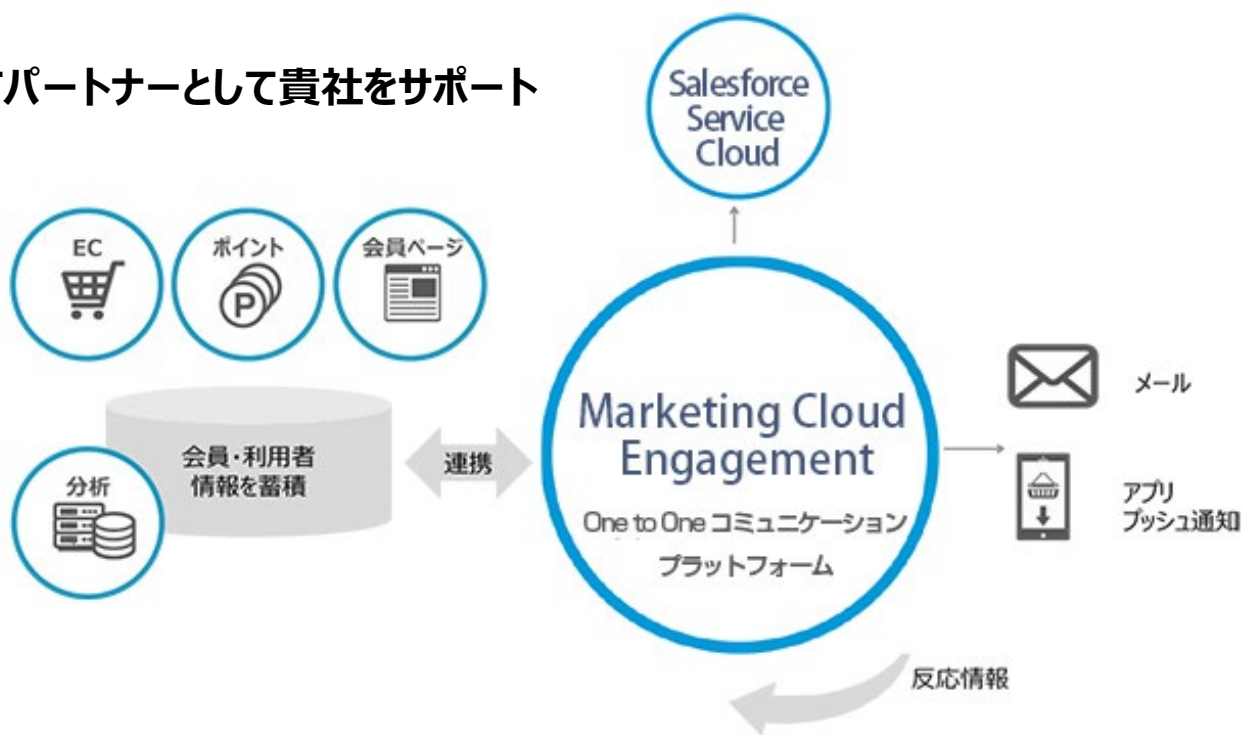 パートナーとして貴社をサポート
Salesforce
Service
Cloud
EC
ポイント
会員ページ
P
会員・利用者
情報を蓄積
分析
連携
Marketing Cloud
Engagement
One to One コミュニケーション
プラットフォーム
メール
アプリ
プッシュ通知
反応情報